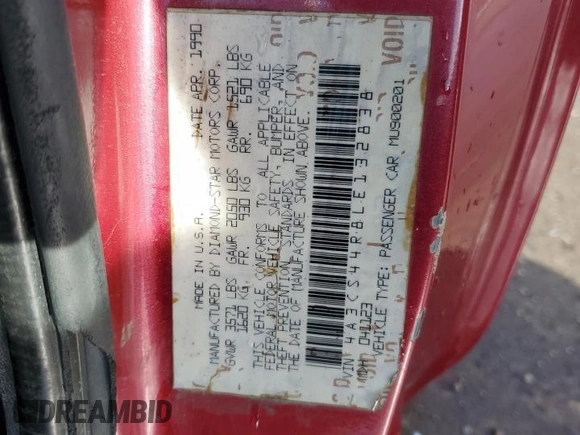 MADE IN U.S.A. DATE APR. 1990
MANUFACTURED BY DIAMOND-STAR MOTORS CORP.
GVWR 3571 LBS GAWR 2050 LBS GAWR 1521 LBS
1620 KG, FR. 930 KG RR. 690 KG
THIS VEHICLE CONFORMS TO ALL APPLICABLE
FEDERAL MOTOR VEHICLE SAFETY, BUMPER, AND
THEFT PREVENTION STANDARDS IN EFFECT ON
THE DATE OF MANUFACTURE SHOWN ABOVE.
VIN 4A3CS44R8LE132838
MDH 041123
VEHICLE TYPE: PASSENGER CAR MU900201
VOID
VOID
IDREAMBID